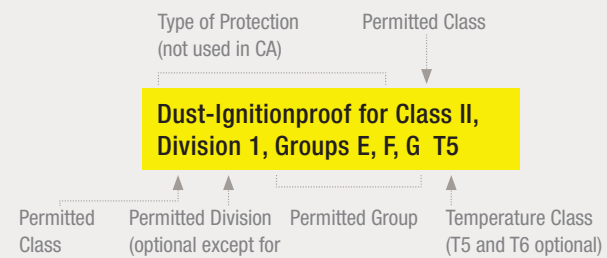 Type of Protection
(not used in CA)
Permitted Class
Dust-Ignitionproof for Class II,
Division 1, Groups E, F, G T5
Permitted
Class
Permitted Division
(optional except for
Permitted Group
Temperature Class
(T5 and T6 optional)